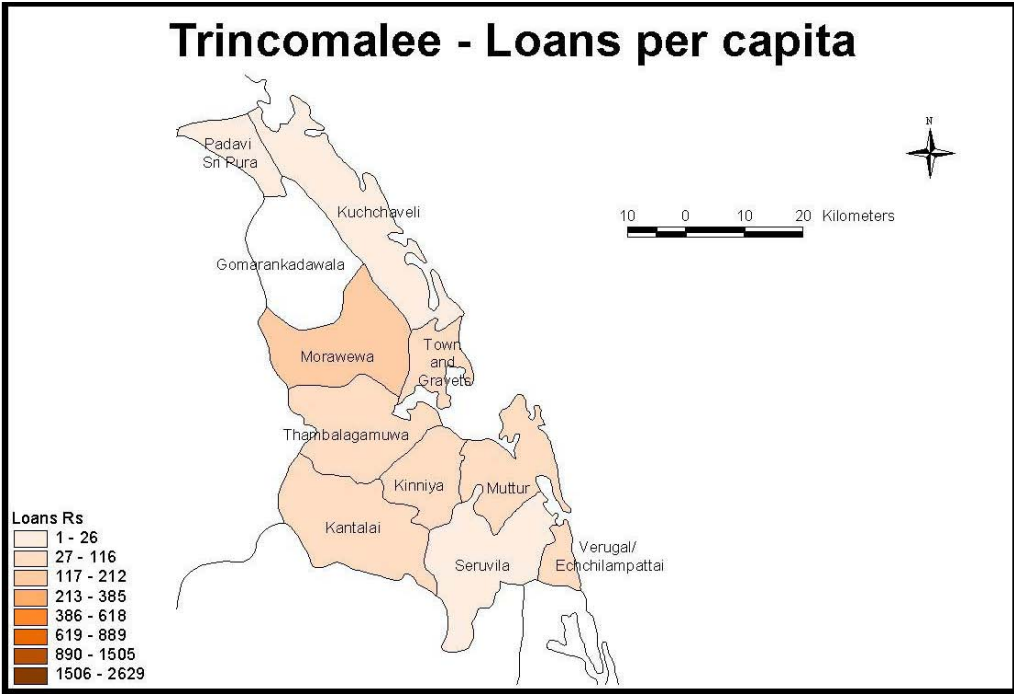 Trincomalee - Loans per capita
N
Padavi
Sri Pura
Kuchchaveli
10 0 10 20 Kilometers
Gomarankadawala
Morawewa
Town
and
Gravets
Thambalagamuwa
Kinniya
Muttur
Kantalai
Verugal/
Echchilampattai
Seruvila
Loans Rs
1 - 26
27 - 116
117 - 212
213 - 385
386 - 618
619 - 889
890 - 1505
1506 - 2629